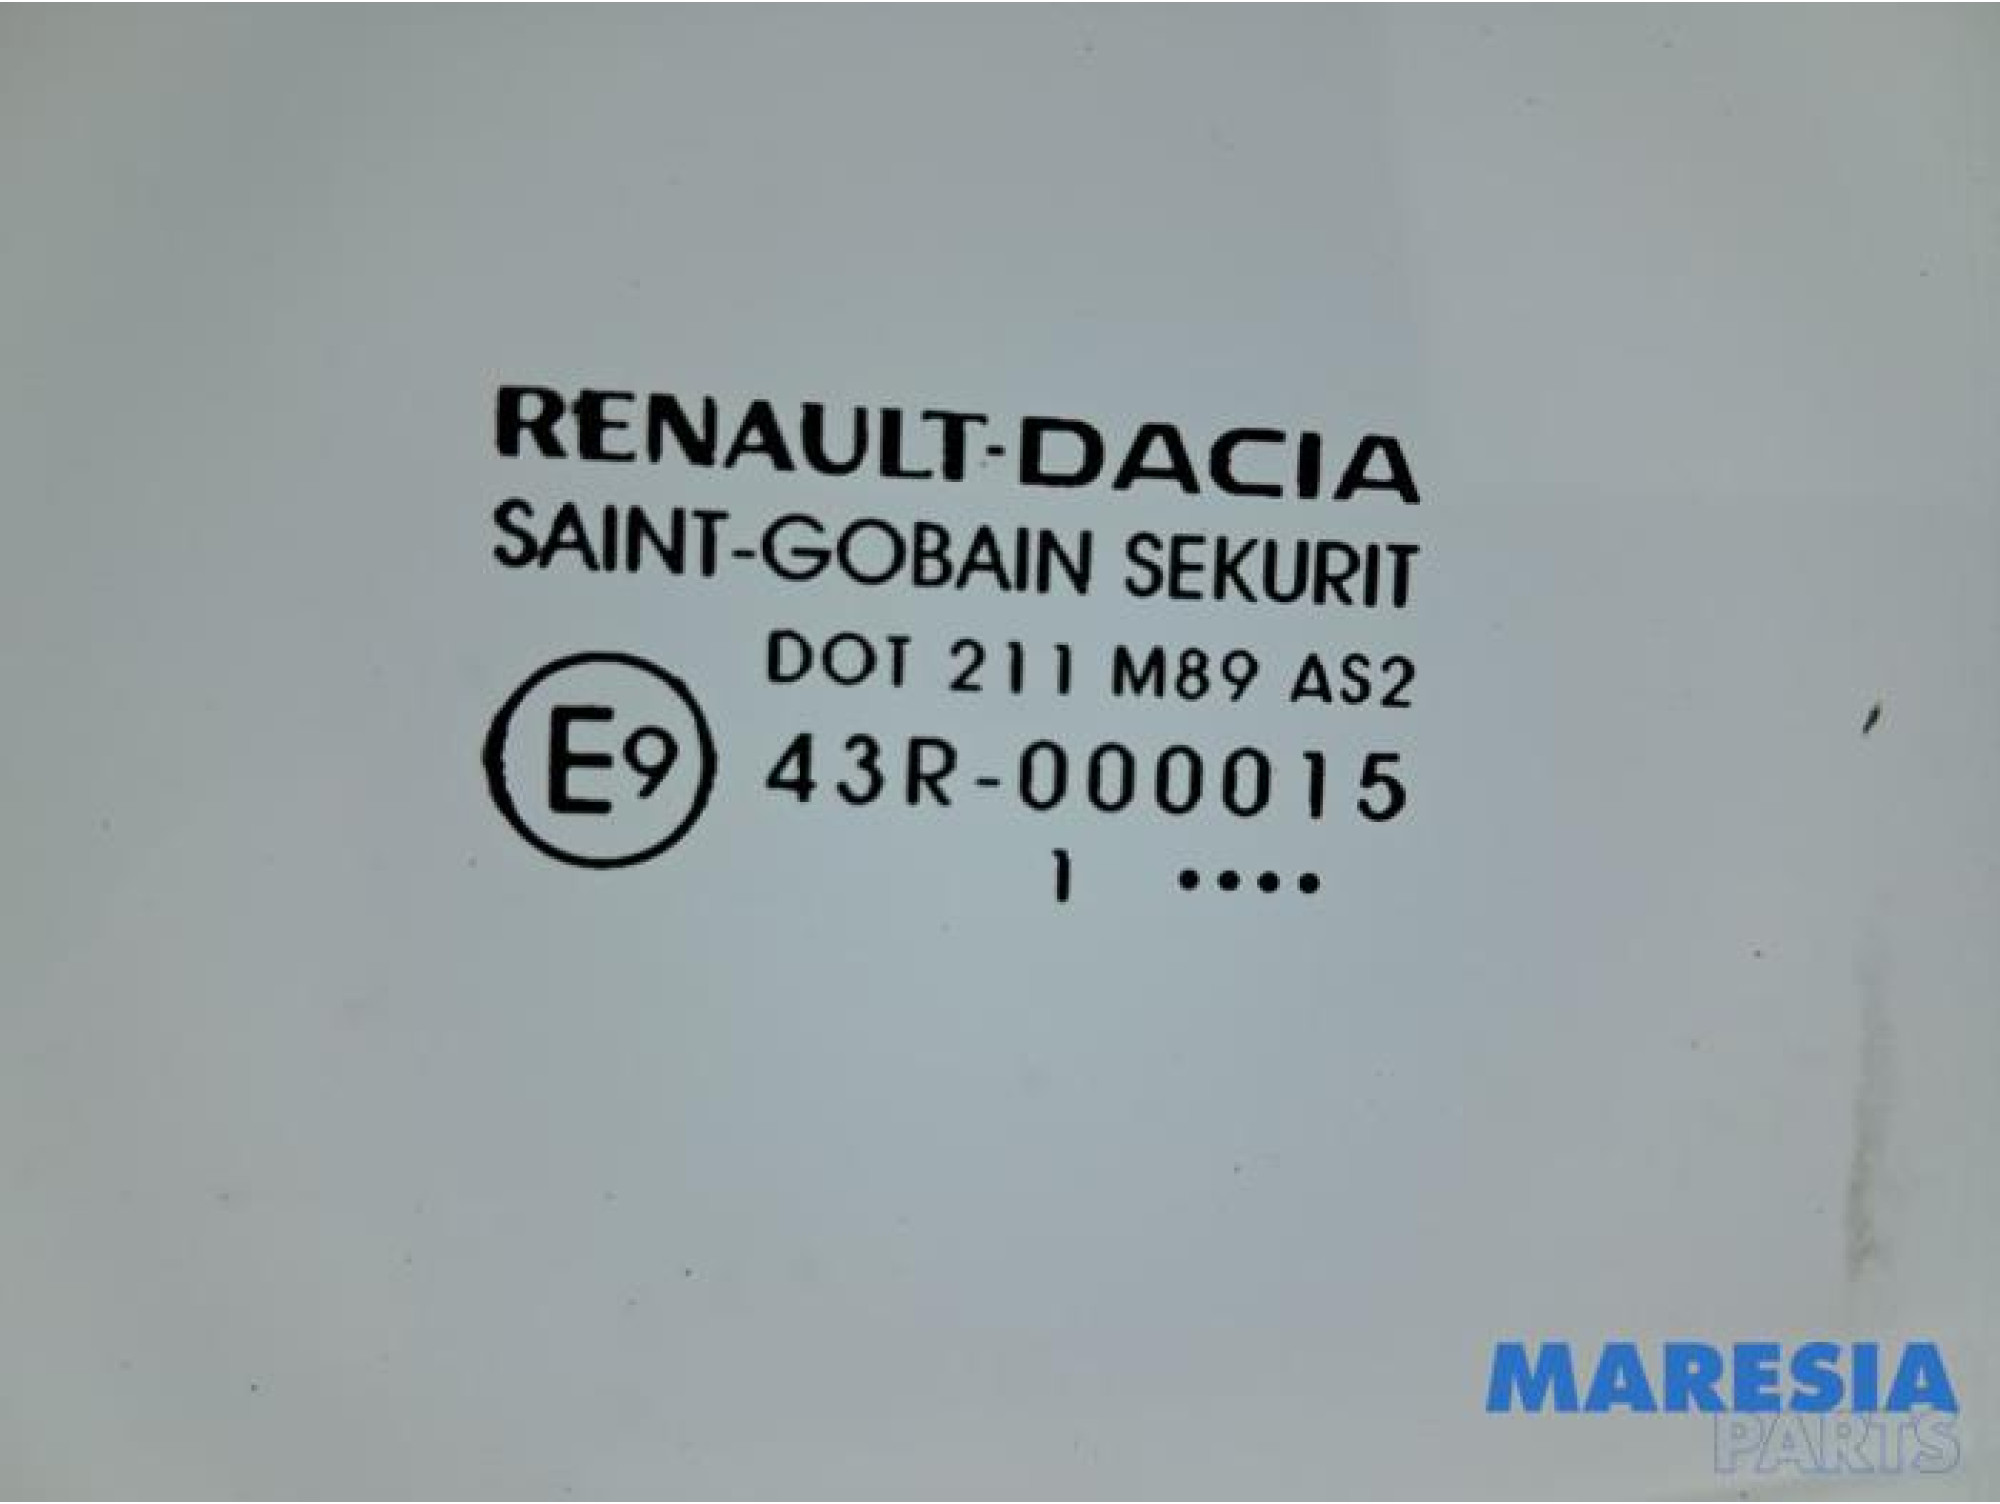 RENAULT-DACIA
SAINT-GOBAIN SEKURIT
DOT 211 M89 AS2
E9 43R-000015
1 ••••
MARESIA
PARTS